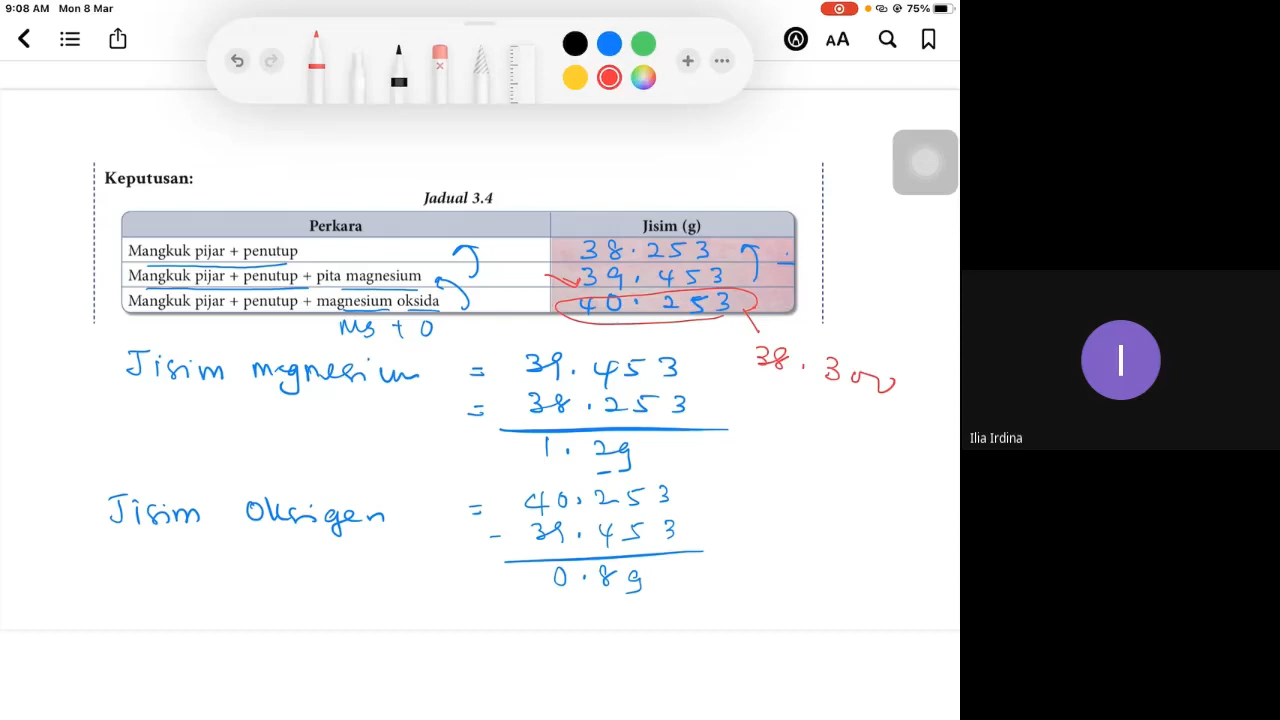 9:08 AM Mon 8 Mar
75%
AA
Keputusan:
Jadual 3.4
Perkara Jisim (g)
Mangkuk pijar + penutup 38.253
Mangkuk pijar + penutup + pita magnesium 39.453
Mangkuk pijar + penutup + magnesium oksida 40.253
Mg + O
38.300
Jisim magnesium = 39.453
= 38.253
1.2g
Jisim Oksigen = 40.253
- 39.453
0.8g
I
Ilia Irdina